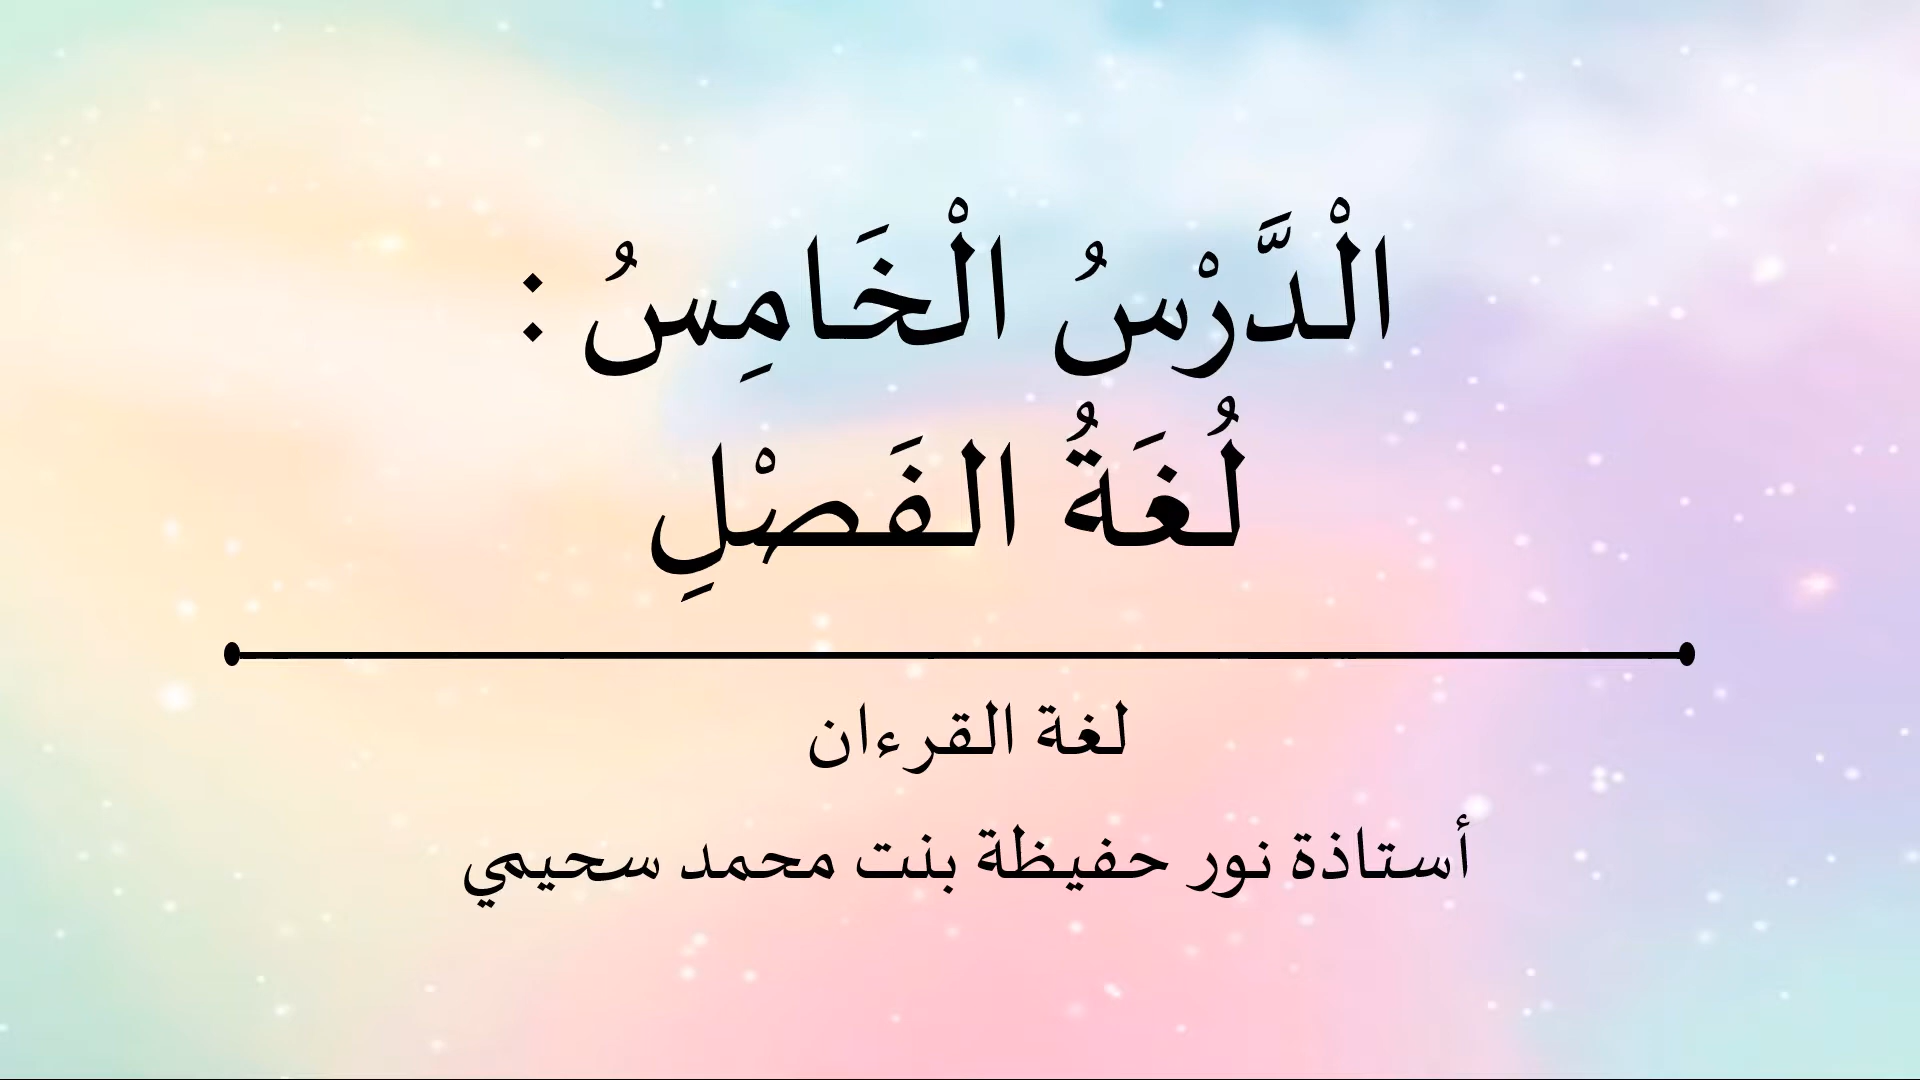 الْدَّرْسُ الْخَامِسُ :
لُغَةُ الفَصْلِ
لغة القرءان
أستاذة نور حفيظة بنت محمد سحيمي